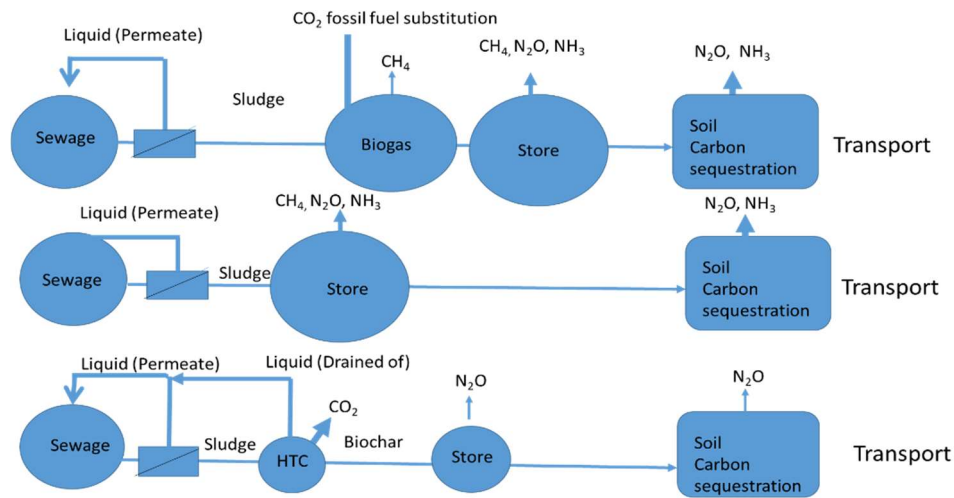 CO₂ fossil fuel substitution
Liquid (Permeate)
CH₄, N₂O, NH₃
N₂O, NH₃
CH₄
Sludge
Sewage
Biogas
Store
Soil
Carbon
sequestration
Transport
Liquid (Permeate)
CH₄, N₂O, NH₃
N₂O, NH₃
Sludge
Sewage
Store
Soil
Carbon
sequestration
Transport
Liquid (Permeate)
Liquid (Drained of)
N₂O
N₂O
CO₂
Sewage
Sludge
HTC
Biochar
Store
Soil
Carbon
sequestration
Transport